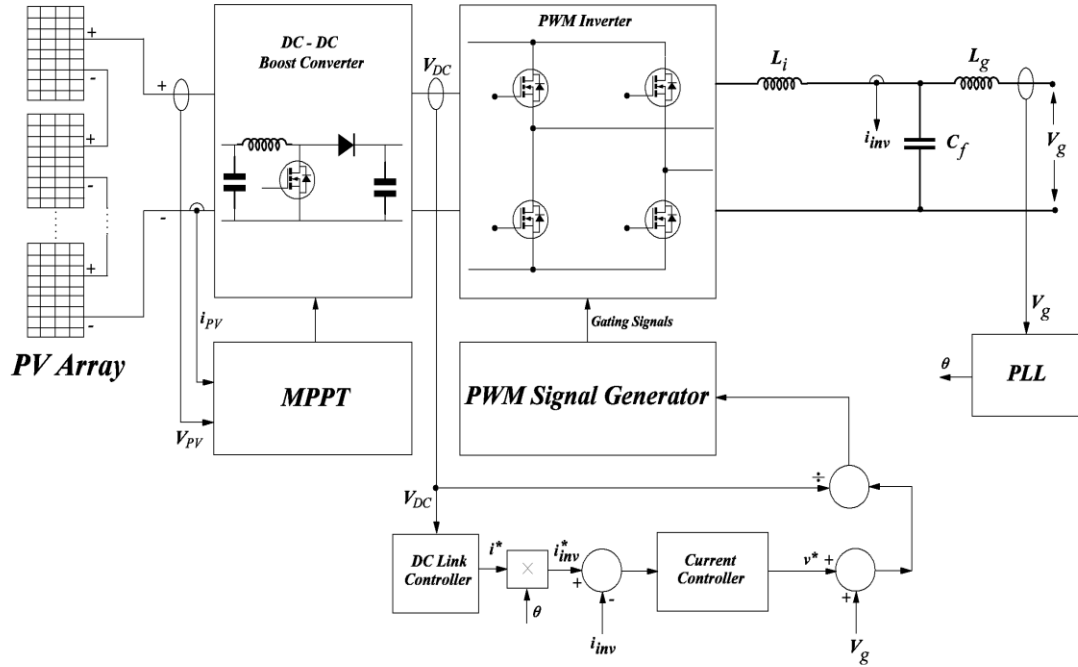 PWM Inverter
DC - DC
Boost Converter
V_DC
L_i
L_g
+
-
+
-
+
-
+
-
i_inv
C_f
V_g
i_PV
Gating Signals
V_g
PV Array
MPPT
PWM Signal Generator
θ
PLL
V_PV
÷
V_DC
DC Link
Controller
i*
×
i*_inv
+
-
Current
Controller
v*
+
+
θ
i_inv
V_g